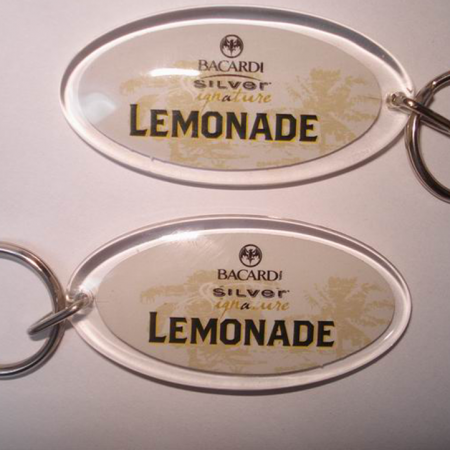 BACARDI
SILVER
Signature
LEMONADE
BACARDI
SILVER
Signature
LEMONADE